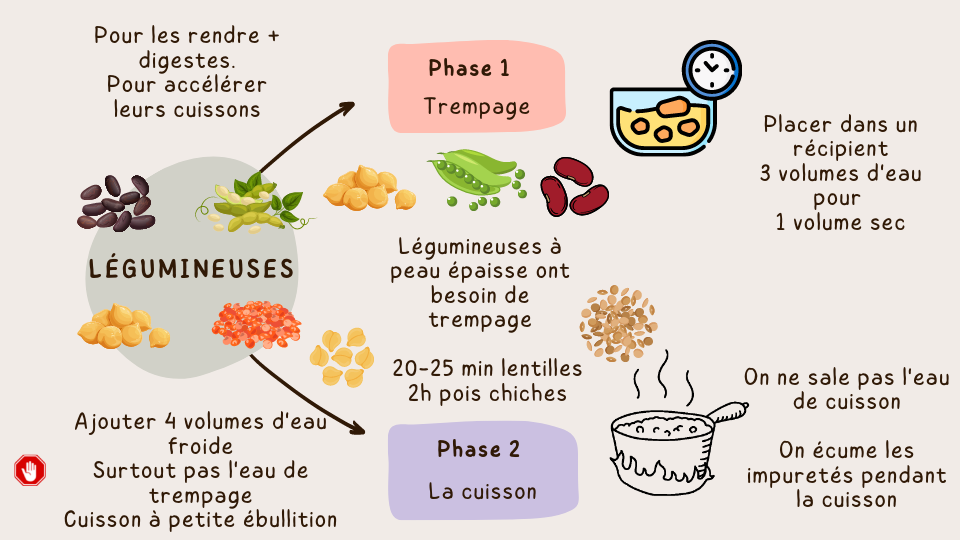 Pour les rendre +
digestes.
Pour accélérer
leurs cuissons
Phase 1
Trempage
Placer dans un
récipient
3 volumes d'eau
pour
1 volume sec
LÉGUMINEUSES
Légumineuses à
peau épaisse ont
besoin de
trempage
20-25 min lentilles
2h pois chiches
Ajouter 4 volumes d'eau
froide
Surtout pas l'eau de
trempage
Cuisson à petite ébullition
Phase 2
La cuisson
On ne sale pas l'eau
de cuisson
On écume les
impuretés pendant
la cuisson